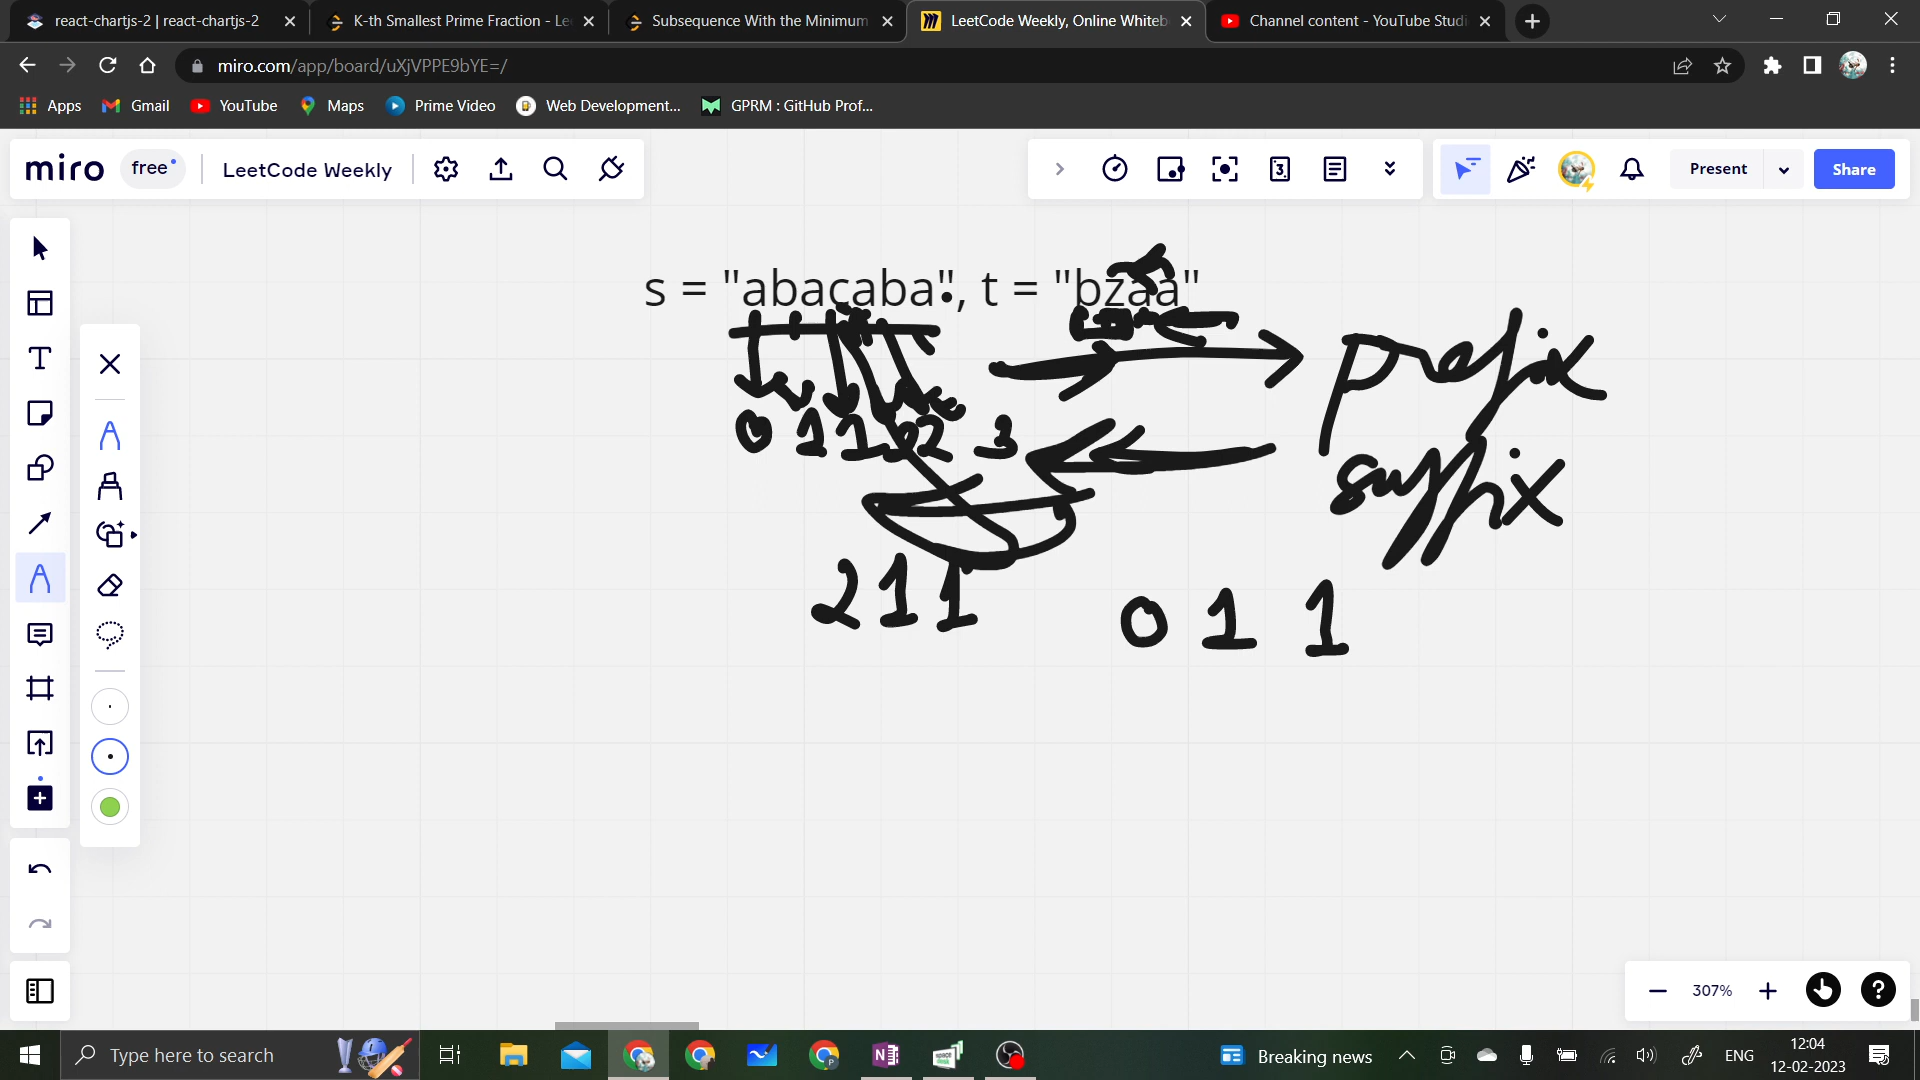 react-chartjs-2 | react-chartjs-2
K-th Smallest Prime Fraction - Le
Subsequence With the Minimum
LeetCode Weekly, Online Whiteb
Channel content - YouTube Studi
miro.com/app/board/uXjVPPE9bYE=/
Apps
Gmail
YouTube
Maps
Prime Video
Web Development...
GPRM : GitHub Prof...
miro
free
LeetCode Weekly
3
Present
Share
s = "abacaba", t = "bzaa"
prefix
0 1 1 2 2 3
suffix
2 1 1
0 1 1
307%
Type here to search
Breaking news
ENG
12:04
12-02-2023